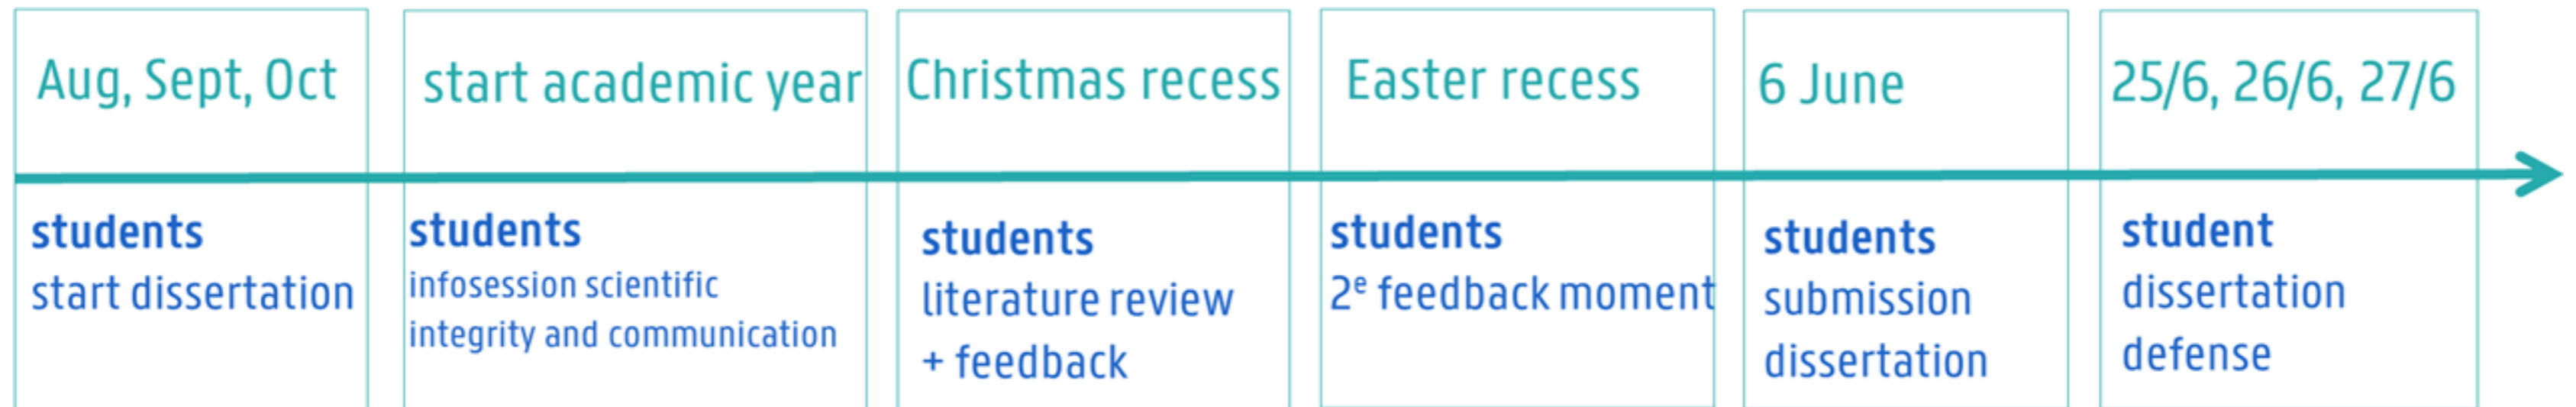 Aug, Sept, Oct
students
start dissertation
start academic year
students
infosession scientific
integrity and communication
Christmas recess
students
literature review
+ feedback
Easter recess
students
2ᵉ feedback moment
6 June
students
submission
dissertation
25/6, 26/6, 27/6
student
dissertation
defense